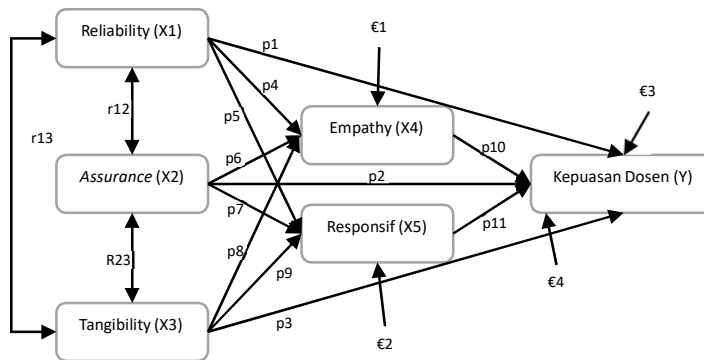 Reliability (X1)
€1
p1
p4
r12
p5
€3
r13
Empathy (X4)
p10
p6
Assurance (X2)
p2
Kepuasan Dosen (Y)
p7
Responsif (X5)
p11
R23
p8
p9
€4
Tangibility (X3)
p3
€2